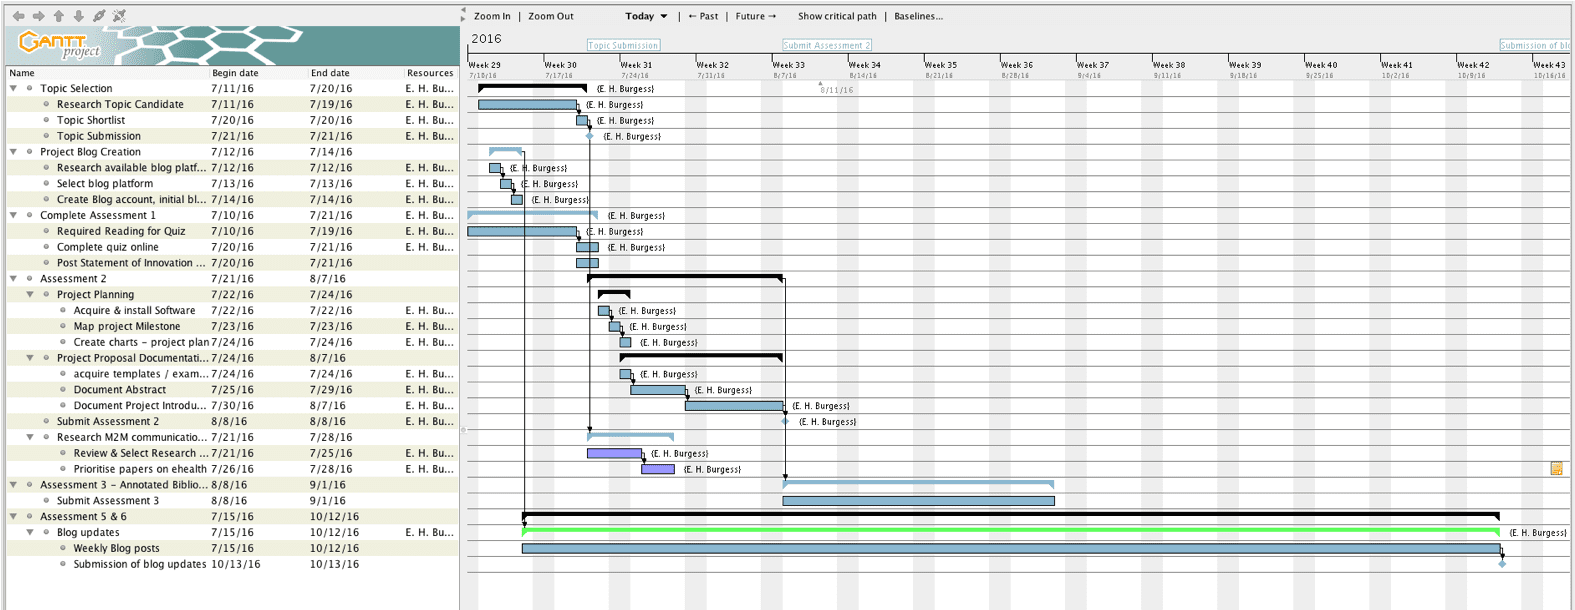 Zoom In | Zoom Out Today ▼ | ← Past | Future → Show critical path | Baselines...
GANTT project
2016
Topic Submission Submit Assessment 2 Submission of blo
Week 29 Week 30 Week 31 Week 32 Week 33 Week 34 Week 35 Week 36 Week 37 Week 38 Week 39 Week 40 Week 41 Week 42 Week 43
7/10/16 7/17/16 7/24/16 7/31/16 8/7/16 8/14/16 8/21/16 8/28/16 9/4/16 9/11/16 9/18/16 9/25/16 10/2/16 10/9/16 10/16/16
Name Begin date End date Resources
8/11/16
Topic Selection 7/11/16 7/20/16 E. H. Bu... {E. H. Burgess}
Research Topic Candidate 7/11/16 7/19/16 E. H. Bu... {E. H. Burgess}
Topic Shortlist 7/20/16 7/20/16 E. H. Bu... {E. H. Burgess}
Topic Submission 7/21/16 7/21/16 E. H. Bu... {E. H. Burgess}
Project Blog Creation 7/12/16 7/14/16 E. H. Bu...
Research available blog platf... 7/12/16 7/12/16 E. H. Bu... {E. H. Burgess}
Select blog platform 7/13/16 7/13/16 E. H. Bu... {E. H. Burgess}
Create Blog account, initial bl... 7/14/16 7/14/16 E. H. Bu... {E. H. Burgess}
Complete Assessment 1 7/10/16 7/21/16 E. H. Bu... {E. H. Burgess}
Required Reading for Quiz 7/10/16 7/19/16 E. H. Bu... {E. H. Burgess}
Complete quiz online 7/20/16 7/21/16 E. H. Bu... {E. H. Burgess}
Post Statement of Innovation ... 7/20/16 7/21/16
Assessment 2 7/21/16 8/7/16
Project Planning 7/22/16 7/24/16
Acquire & install Software 7/22/16 7/22/16 E. H. Bu... {E. H. Burgess}
Map project Milestone 7/23/16 7/23/16 E. H. Bu... {E. H. Burgess}
Create charts – project plan 7/24/16 7/24/16 E. H. Bu... {E. H. Burgess}
Project Proposal Documentati... 7/24/16 8/7/16
acquire templates / exam... 7/24/16 7/24/16 E. H. Bu... {E. H. Burgess}
Document Abstract 7/25/16 7/29/16 E. H. Bu... {E. H. Burgess}
Document Project Introdu... 7/30/16 8/7/16 E. H. Bu... {E. H. Burgess}
Submit Assessment 2 8/8/16 8/8/16 E. H. Bu... {E. H. Burgess}
Research M2M communicatio... 7/21/16 7/28/16 E. H. Bu...
Review & Select Research ... 7/21/16 7/25/16 E. H. Bu... {E. H. Burgess}
Prioritise papers on ehealth 7/26/16 7/28/16 E. H. Bu... {E. H. Burgess}
Assessment 3 – Annotated Biblio... 8/8/16 9/1/16 E. H. Bu...
Submit Assessment 3 8/8/16 9/1/16 E. H. Bu...
Assessment 5 & 6 7/15/16 10/12/16
Blog updates 7/15/16 10/12/16 E. H. Bu... {E. H. Burgess}
Weekly Blog posts 7/15/16 10/12/16
Submission of blog updates 10/13/16 10/13/16